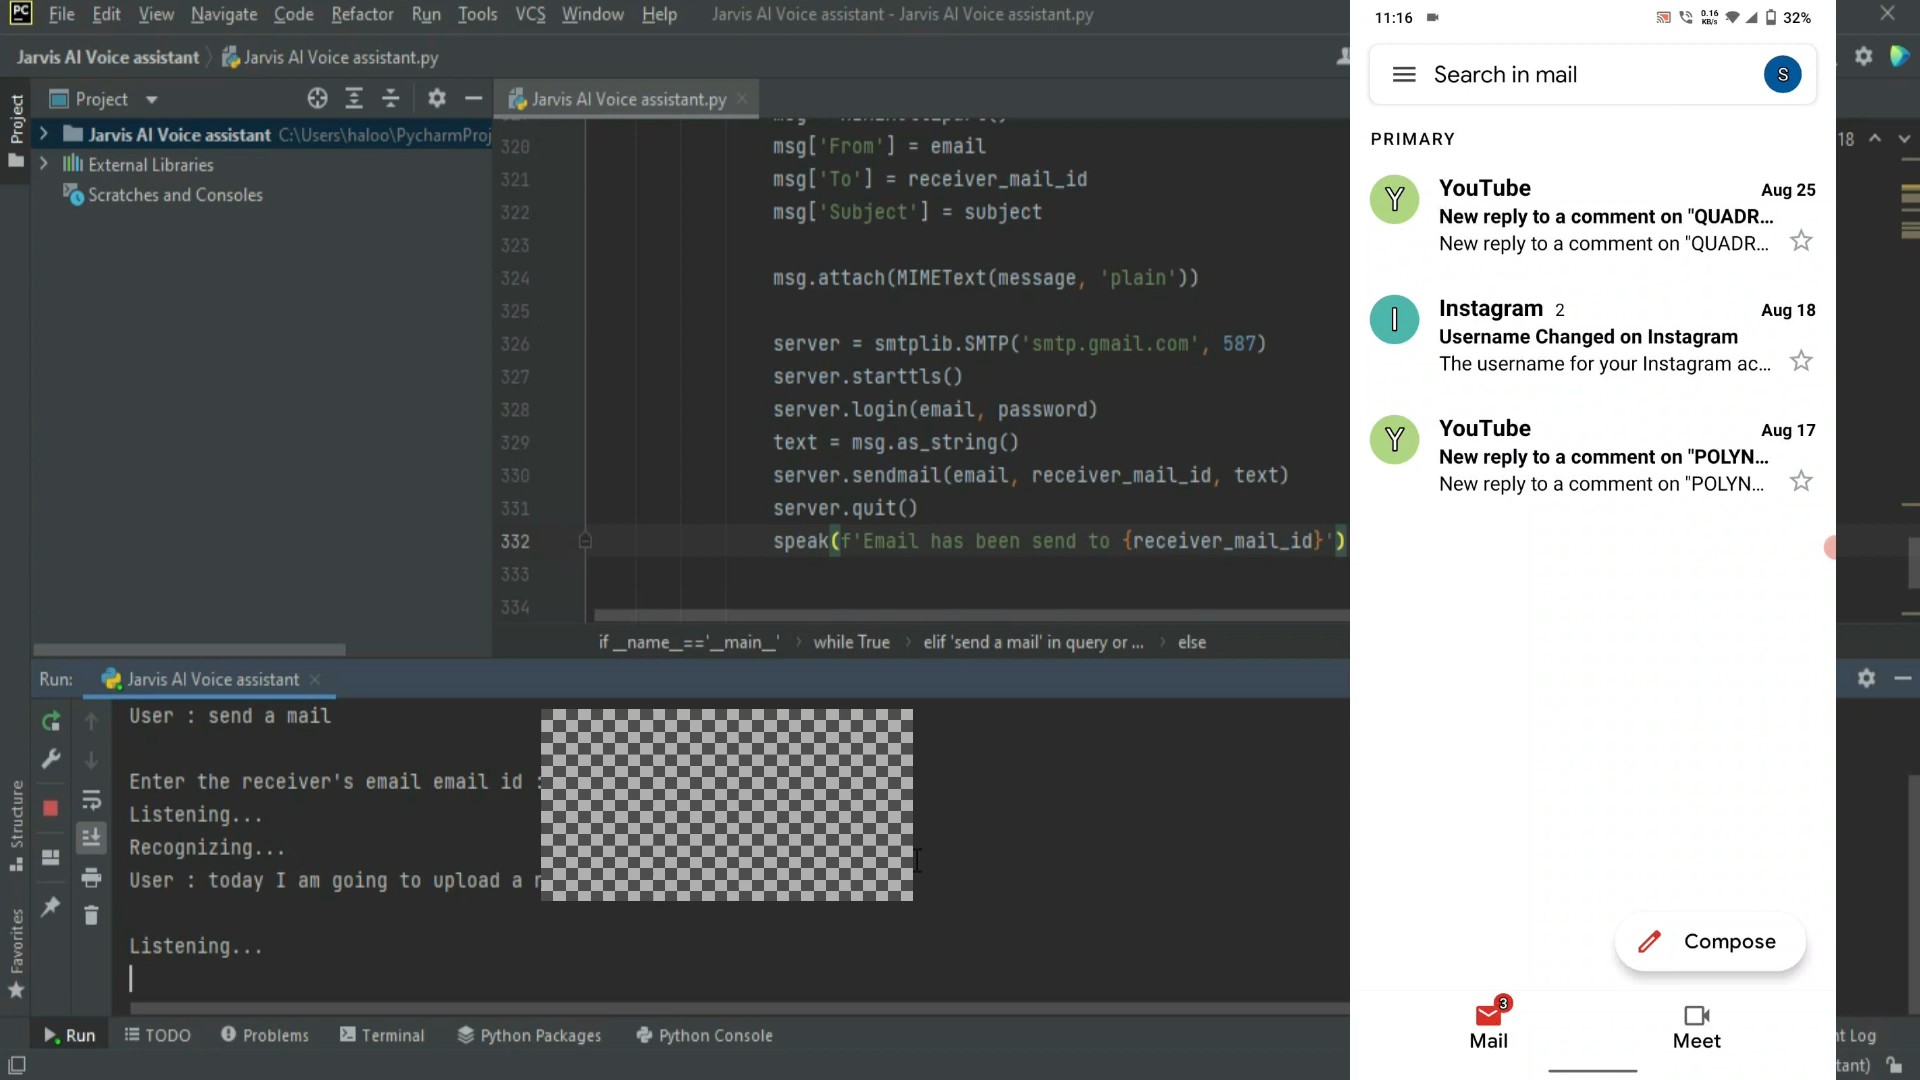 PC File Edit View Navigate Code Refactor Run Tools VCS Window Help Jarvis AI Voice assistant - Jarvis AI Voice assistant.py
Jarvis AI Voice assistant Jarvis AI Voice assistant.py
Project
Project
Jarvis AI Voice assistant.py
Jarvis AI Voice assistant C:\Users\haloo\PycharmProj
External Libraries
Scratches and Consoles
320 msg['From'] = email
321 msg['To'] = receiver_mail_id
322 msg['Subject'] = subject
323
324 msg.attach(MIMEText(message, 'plain'))
325
326 server = smtplib.SMTP('smtp.gmail.com', 587)
327 server.starttls()
328 server.login(email, password)
329 text = msg.as_string()
330 server.sendmail(email, receiver_mail_id, text)
331 server.quit()
332 speak(f'Email has been send to {receiver_mail_id}')
333
334
if __name__=='__main__' while True elif 'send a mail' in query or ... else
Run: Jarvis AI Voice assistant
User : send a mail
Enter the receiver's email email id :
Listening...
Recognizing...
User : today I am going to upload a
Listening...
Structure
Favorites
Run TODO Problems Terminal Python Packages Python Console
11:16 0.16 KB/s 32%
Search in mail S
PRIMARY
Y YouTube Aug 25
New reply to a comment on "QUADR...
New reply to a comment on "QUADR...
I Instagram 2 Aug 18
Username Changed on Instagram
The username for your Instagram ac...
Y YouTube Aug 17
New reply to a comment on "POLYN...
New reply to a comment on "POLYN...
Compose
3
Mail Meet
18
t Log
tant)